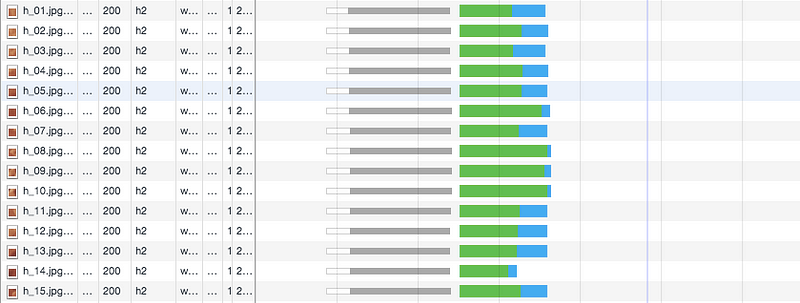 h_01.jpg... ... 200 h2 w... ... 1 2...
h_02.jpg... ... 200 h2 w... ... 1 2...
h_03.jpg... ... 200 h2 w... ... 1 2...
h_04.jpg... ... 200 h2 w... ... 1 2...
h_05.jpg... ... 200 h2 w... ... 1 2...
h_06.jpg... ... 200 h2 w... ... 1 2...
h_07.jpg... ... 200 h2 w... ... 1 2...
h_08.jpg... ... 200 h2 w... ... 1 2...
h_09.jpg... ... 200 h2 w... ... 1 2...
h_10.jpg... ... 200 h2 w... ... 1 2...
h_11.jpg... ... 200 h2 w... ... 1 2...
h_12.jpg... ... 200 h2 w... ... 1 2...
h_13.jpg... ... 200 h2 w... ... 1 2...
h_14.jpg... ... 200 h2 w... ... 1 2...
h_15.jpg... ... 200 h2 w... ... 1 2...